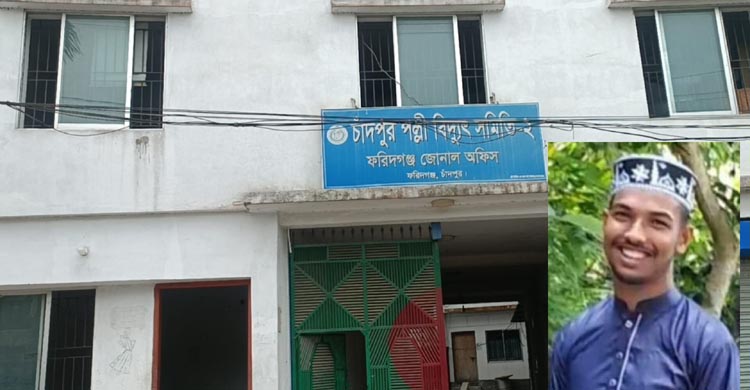 চাঁদপুর পল্লী বিদ্যুৎ সমিতি-২
ফরিদগঞ্জ জোনাল অফিস
ফরিদগঞ্জ, চাঁদপুর।